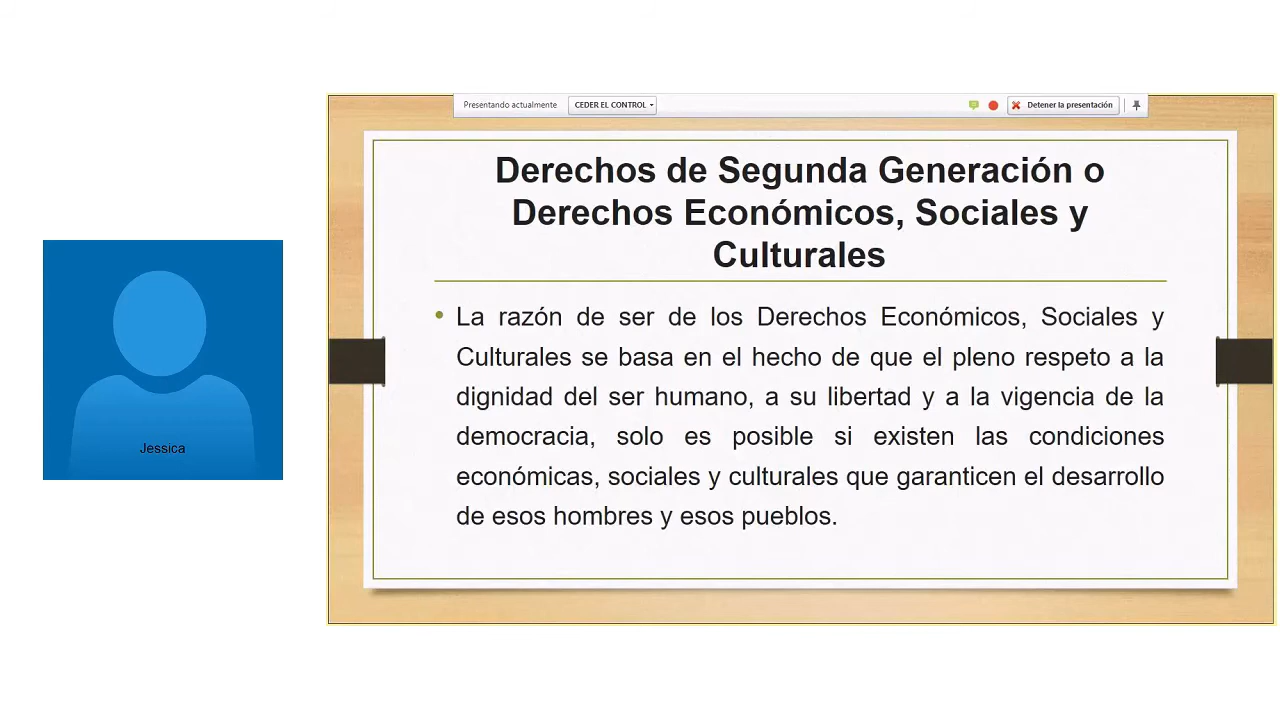 Presentando actualmente CEDER EL CONTROL Detener la presentación
Derechos de Segunda Generación o
Derechos Económicos, Sociales y
Culturales
• La razón de ser de los Derechos Económicos, Sociales y
Culturales se basa en el hecho de que el pleno respeto a la
dignidad del ser humano, a su libertad y a la vigencia de la
democracia, solo es posible si existen las condiciones
económicas, sociales y culturales que garanticen el desarrollo
de esos hombres y esos pueblos.
Jessica